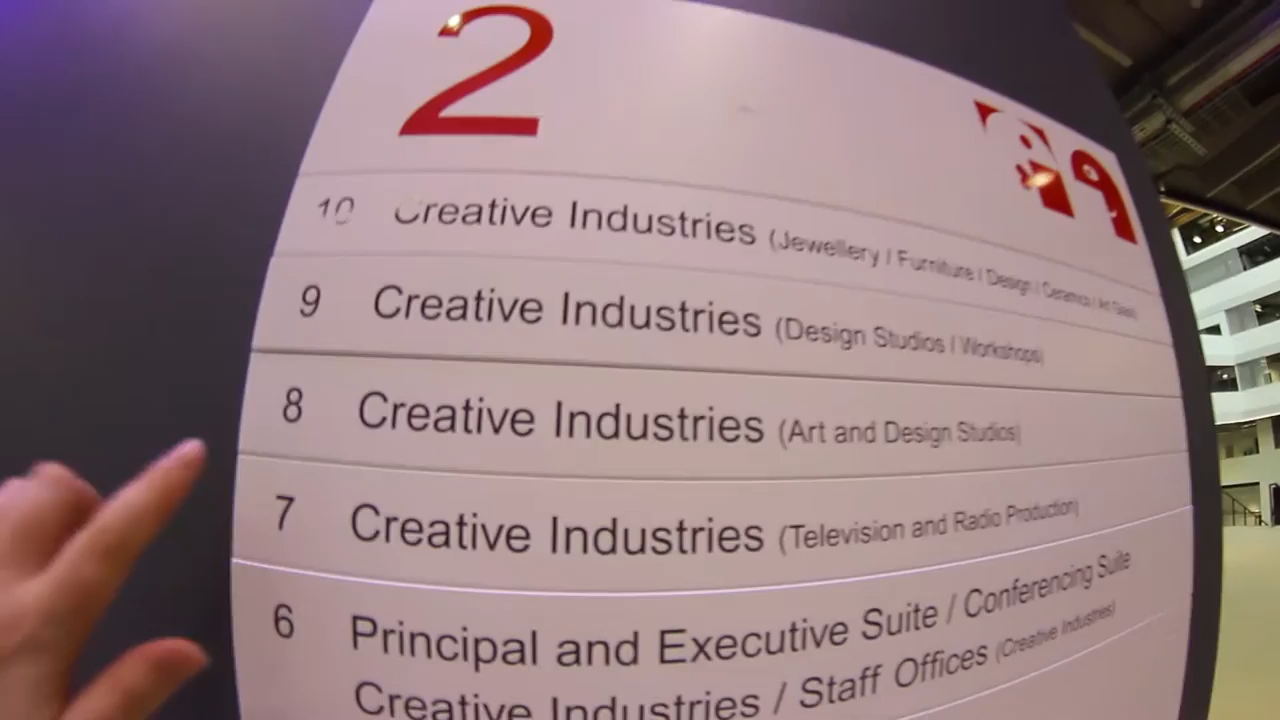 2
10 Creative Industries (Jewellery / Furniture / Design / Ceramics / Art Glass)
9 Creative Industries (Design Studios / Workshops)
8 Creative Industries (Art and Design Studios)
7 Creative Industries (Television and Radio Production)
6 Principal and Executive Suite / Conferencing Suite
Creative Industries / Staff Offices (Creative Industries)